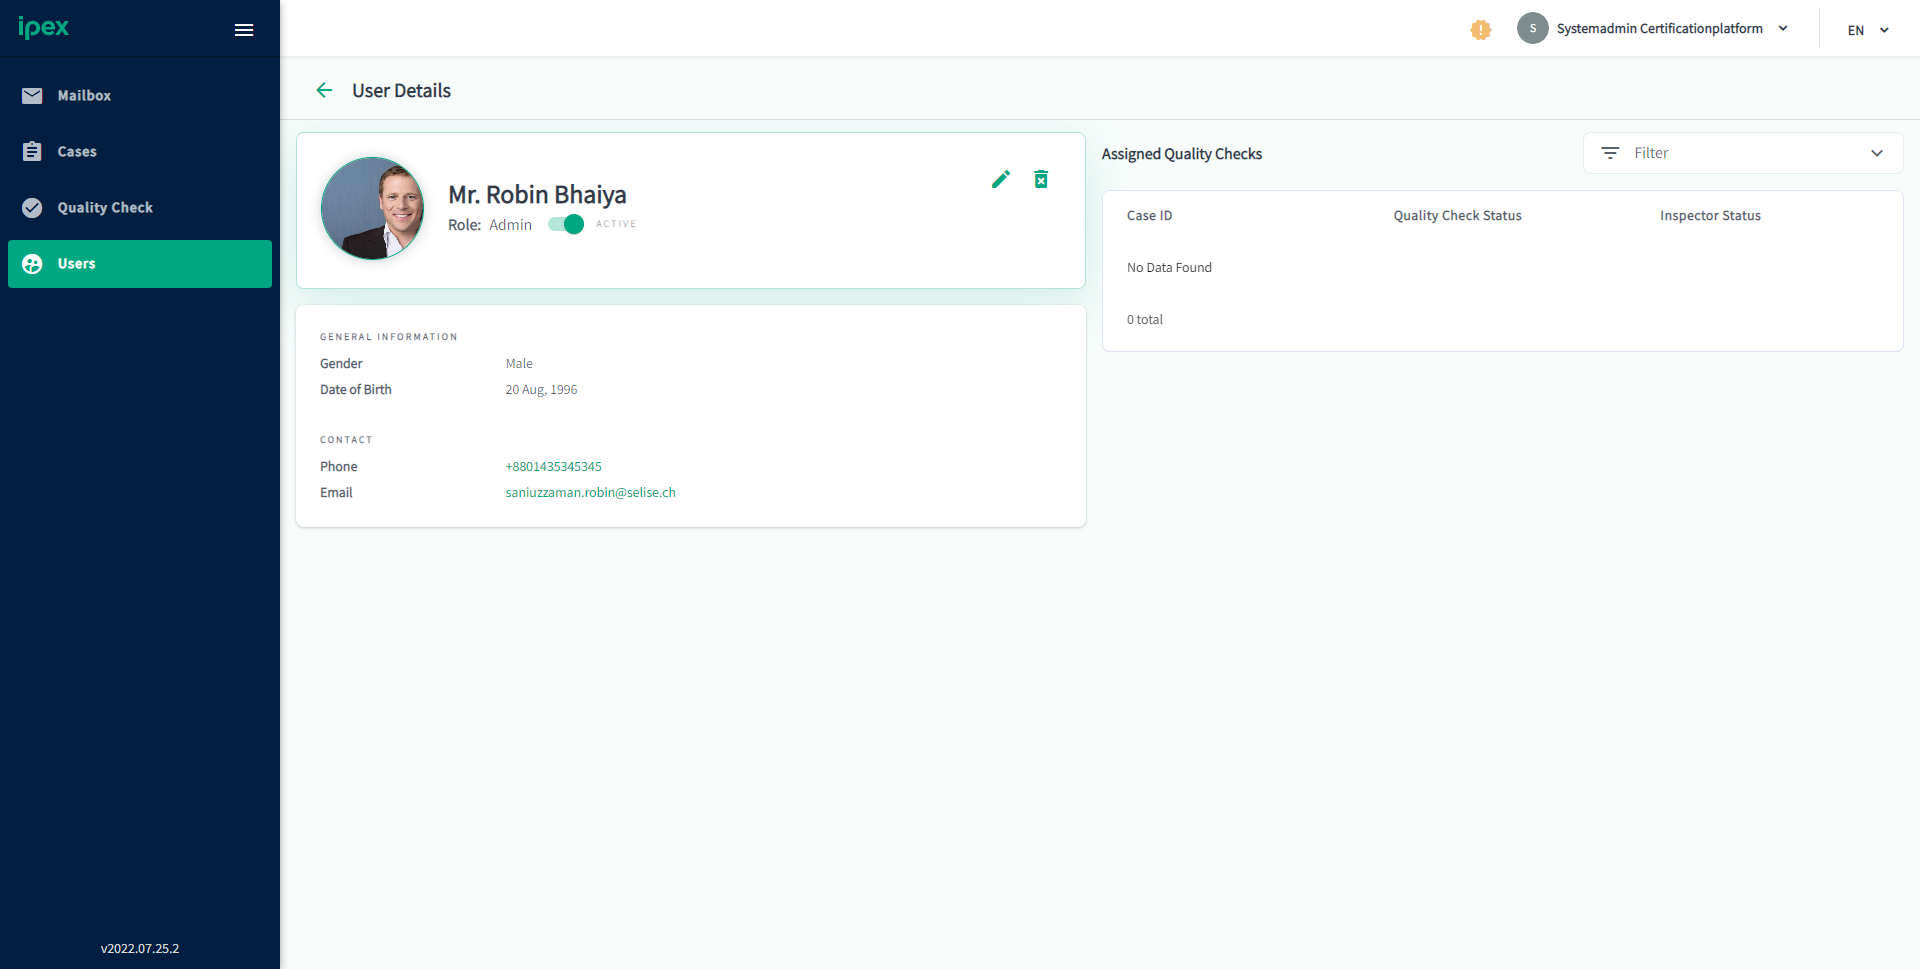 ipex
Systemadmin Certificationplatform
S
EN
Mailbox
Cases
Quality Check
Users
v2022.07.25.2
User Details
Mr. Robin Bhaiya
Role: Admin ACTIVE
GENERAL INFORMATION
Gender Male
Date of Birth 20 Aug, 1996
CONTACT
Phone +8801435345345
Email saniuzzaman.robin@selise.ch
Assigned Quality Checks
Filter
Case ID Quality Check Status Inspector Status
No Data Found
0 total